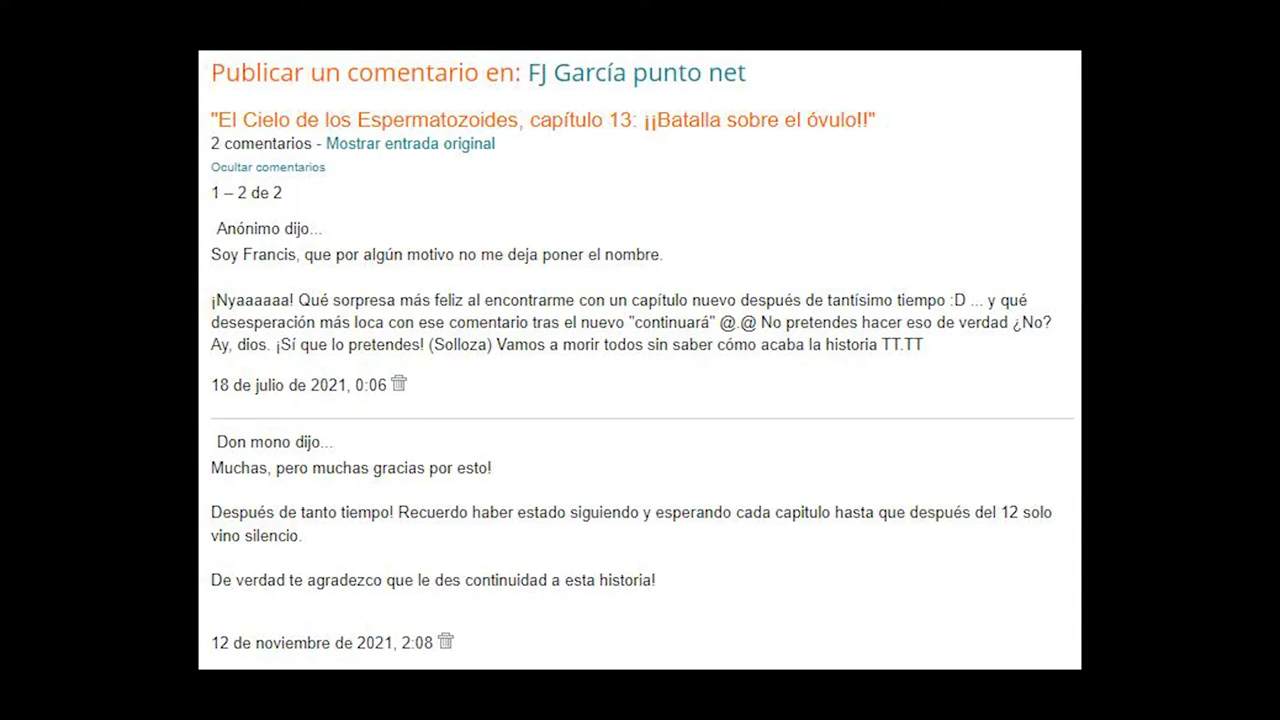 Publicar un comentario en: FJ García punto net
"El Cielo de los Espermatozoides, capítulo 13: ¡¡Batalla sobre el óvulo!!"
2 comentarios - Mostrar entrada original
Ocultar comentarios
1 – 2 de 2
Anónimo dijo...
Soy Francis, que por algún motivo no me deja poner el nombre.
¡Nyaaaaaa! Qué sorpresa más feliz al encontrarme con un capítulo nuevo después de tantísimo tiempo :D ... y qué
desesperación más loca con ese comentario tras el nuevo "continuará" @.@ No pretendes hacer eso de verdad ¿No?
Ay, dios. ¡Sí que lo pretendes! (Solloza) Vamos a morir todos sin saber cómo acaba la historia TT.TT
18 de julio de 2021, 0:06
Don mono dijo...
Muchas, pero muchas gracias por esto!
Después de tanto tiempo! Recuerdo haber estado siguiendo y esperando cada capitulo hasta que después del 12 solo
vino silencio.
De verdad te agradezco que le des continuidad a esta historia!
12 de noviembre de 2021, 2:08